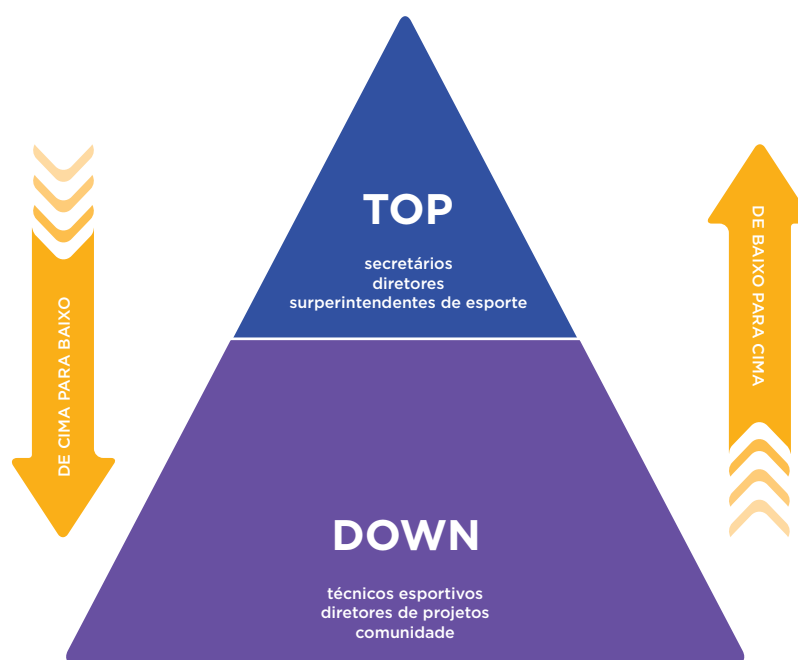 TOP
secretários
diretores
surperintendentes de esporte
DE CIMA PARA BAIXO
DE BAIXO PARA CIMA
DOWN
técnicos esportivos
diretores de projetos
comunidade